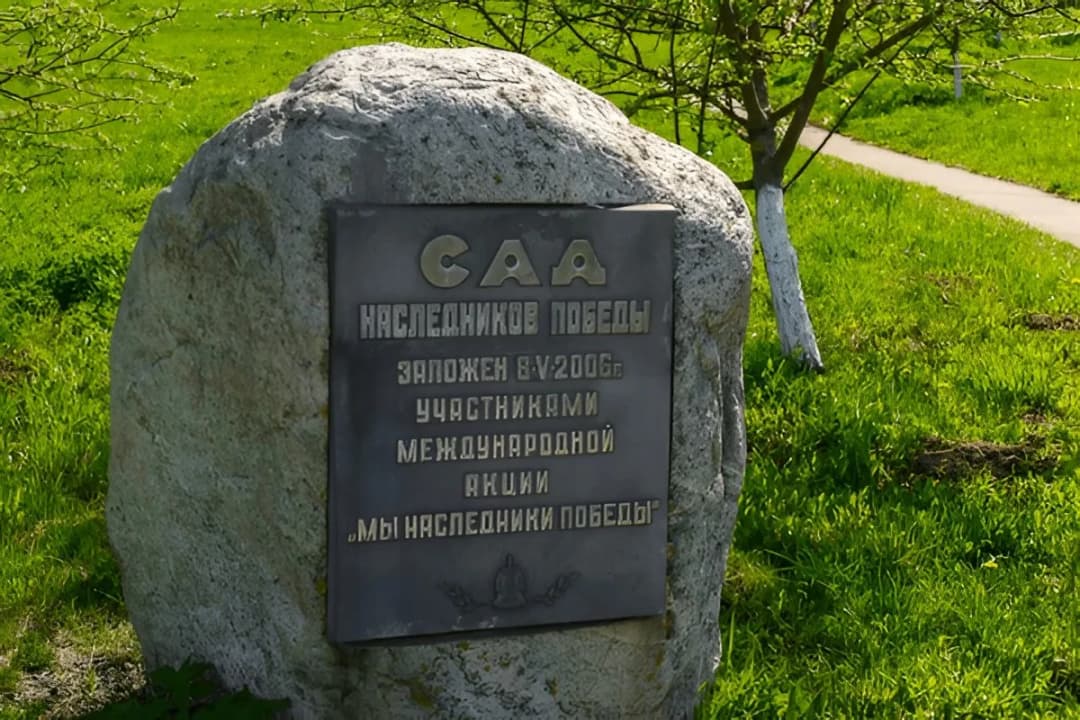 САД
НАСЛЕДНИКОВ ПОБЕДЫ
ЗАЛОЖЕН 8·V·2006г.
УЧАСТНИКАМИ
МЕЖДУНАРОДНОЙ
АКЦИИ
„МЫ НАСЛЕДНИКИ ПОБЕДЫ“